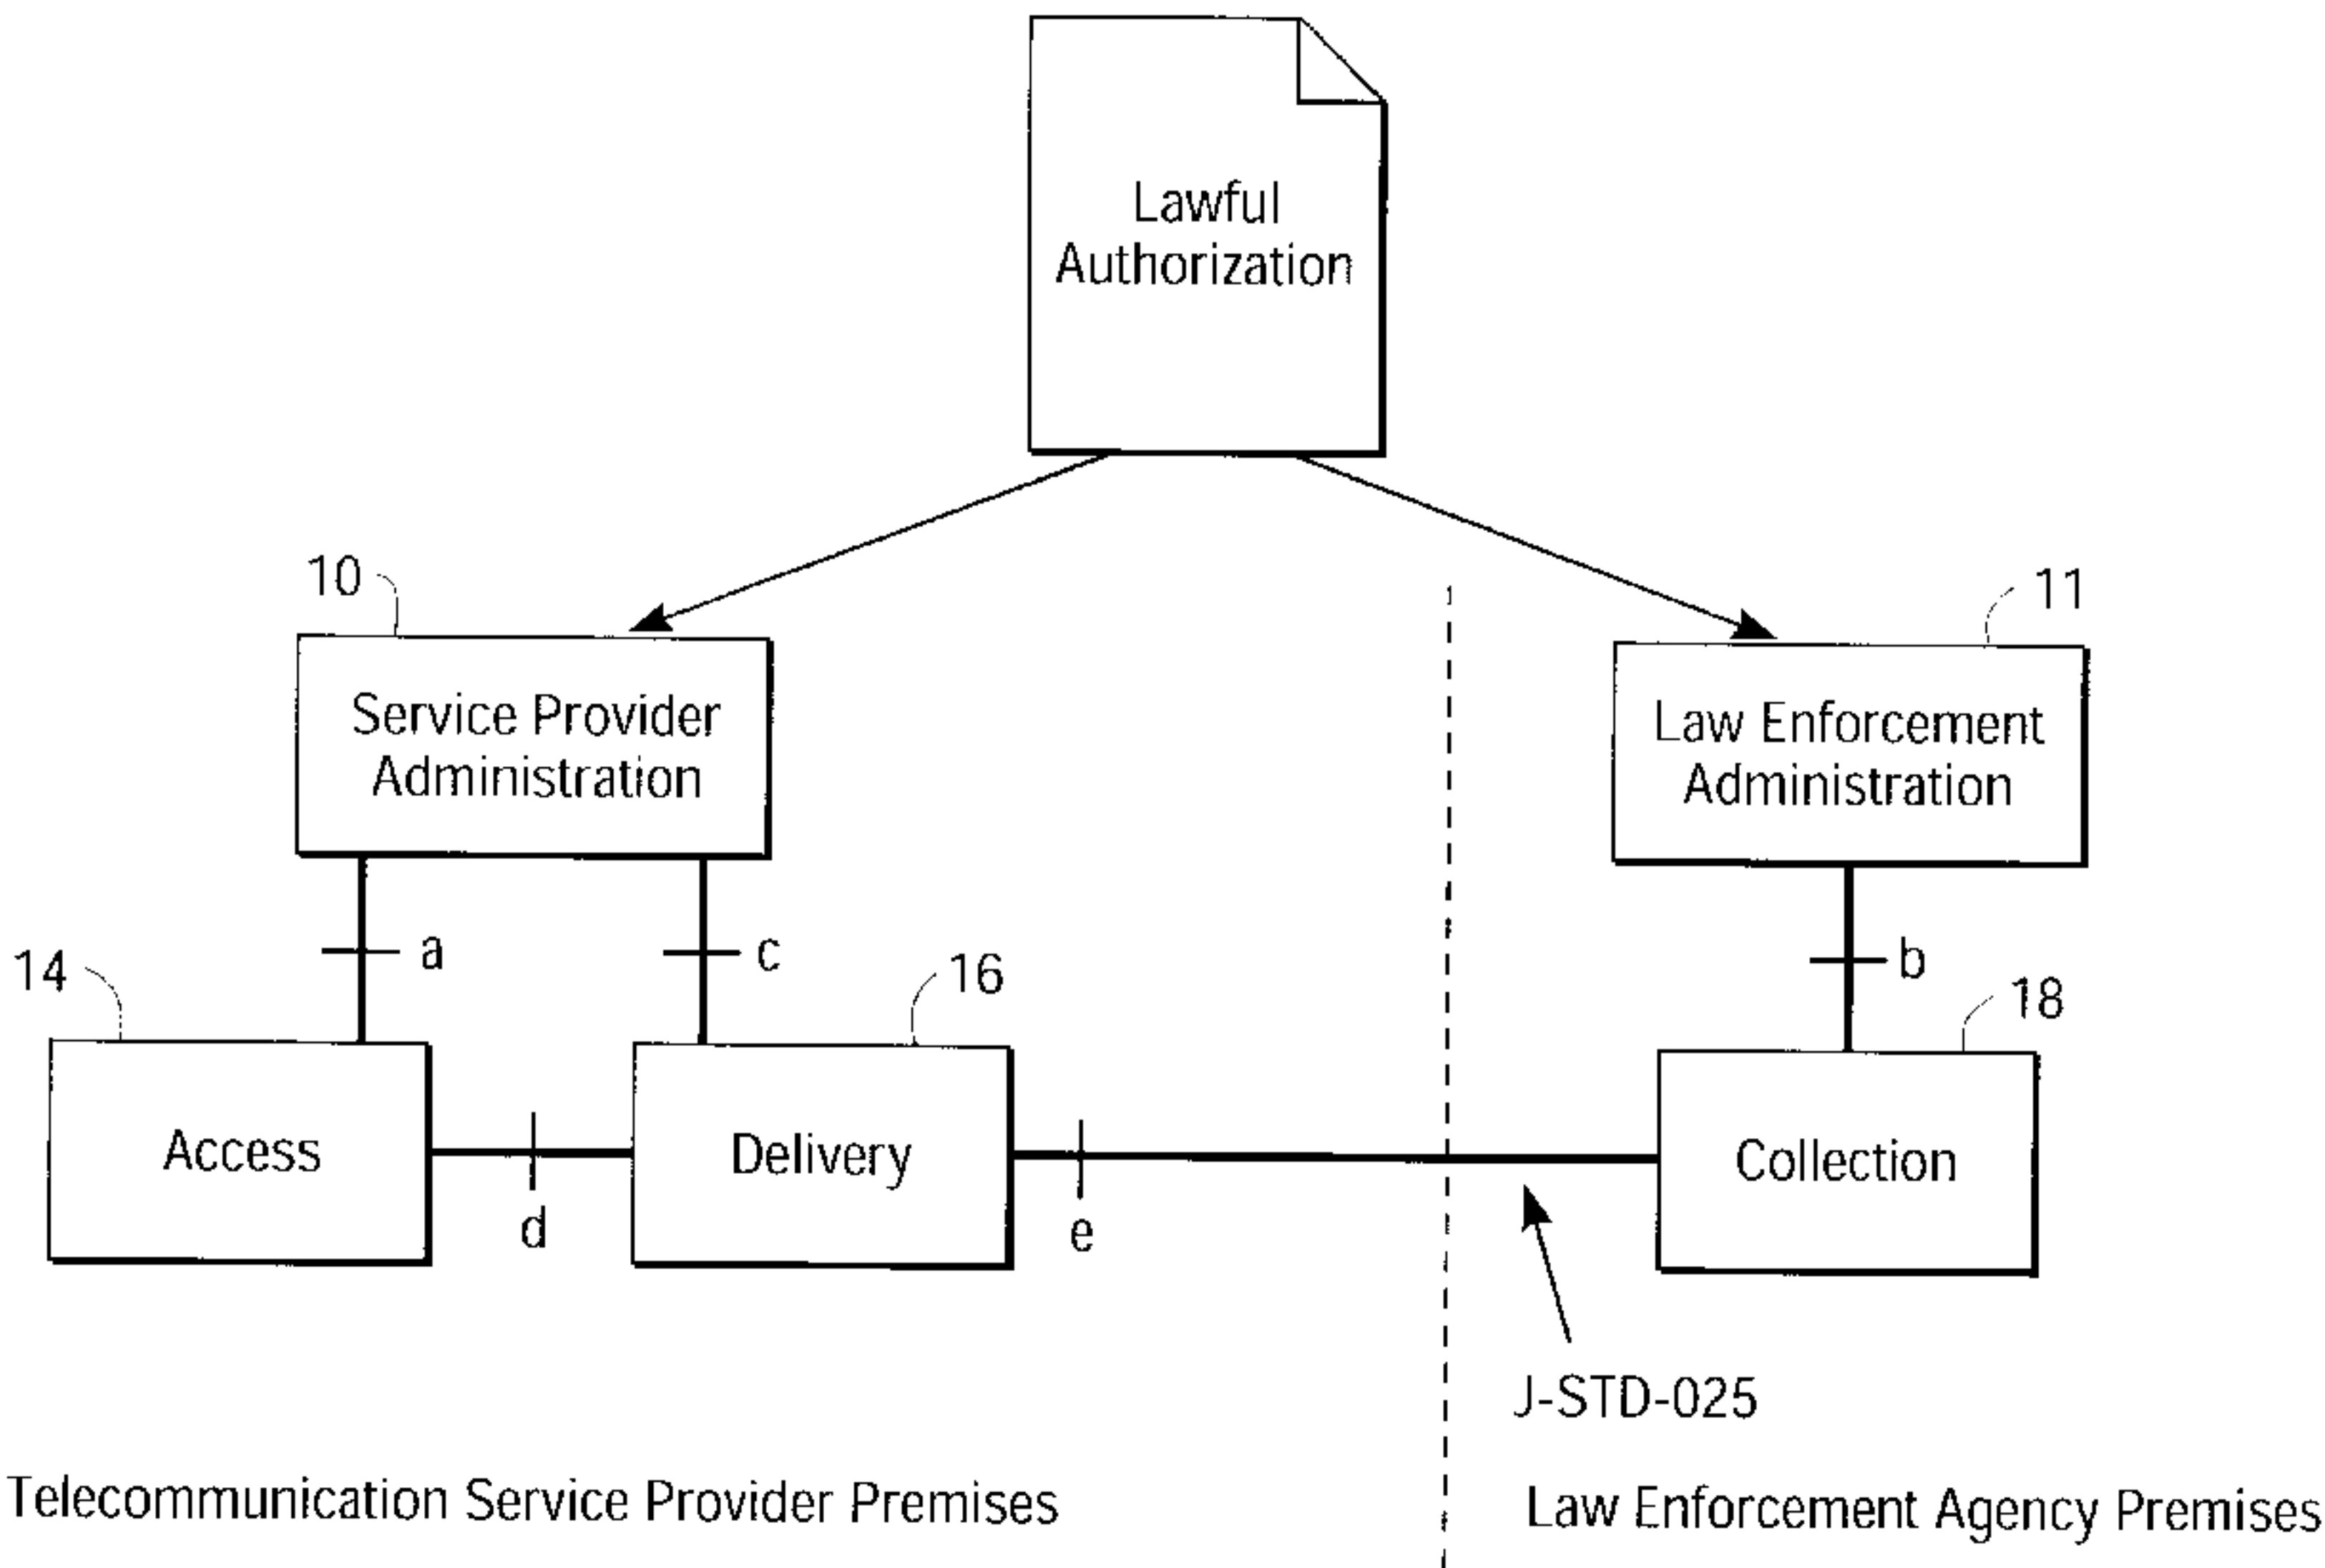 Lawful
Authorization
10
11
Service Provider
Administration
Law Enforcement
Administration
a
c
b
14
16
18
Access
Delivery
Collection
d
e
J-STD-025
Telecommunication Service Provider Premises
Law Enforcement Agency Premises